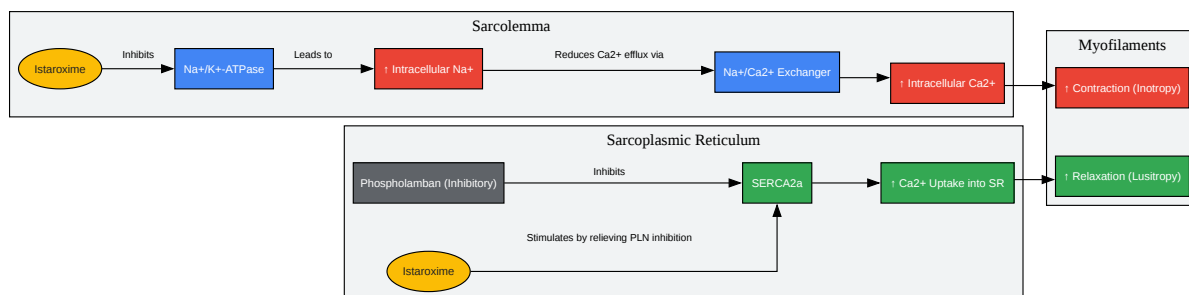 Sarcolemma
Istaroxime
Inhibits
Na+/K+-ATPase
Leads to
↑ Intracellular Na+
Reduces Ca2+ efflux via
Na+/Ca2+ Exchanger
↑ Intracellular Ca2+
Myofilaments
↑ Contraction (Inotropy)
↑ Relaxation (Lusitropy)
Sarcoplasmic Reticulum
Phospholamban (Inhibitory)
Inhibits
SERCA2a
↑ Ca2+ Uptake into SR
Stimulates by relieving PLN inhibition
Istaroxime